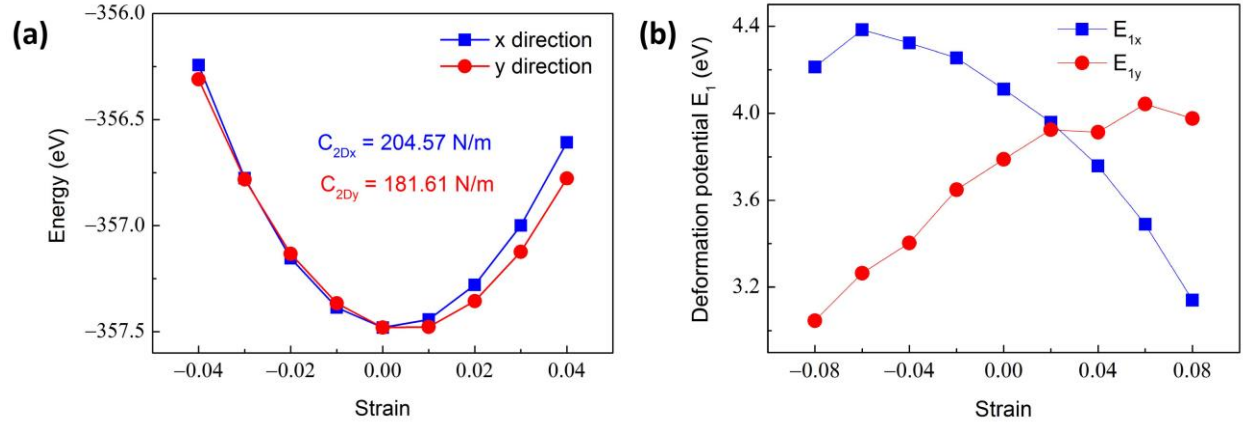 (a)
Energy (eV)
−356.0
−356.5
−357.0
−357.5
x direction
y direction
C2Dx = 204.57 N/m
C2Dy = 181.61 N/m
−0.04 −0.02 0.00 0.02 0.04
Strain
(b)
Deformation potential E1 (eV)
4.4
4.0
3.6
3.2
E1x
E1y
−0.08 −0.04 0.00 0.04 0.08
Strain